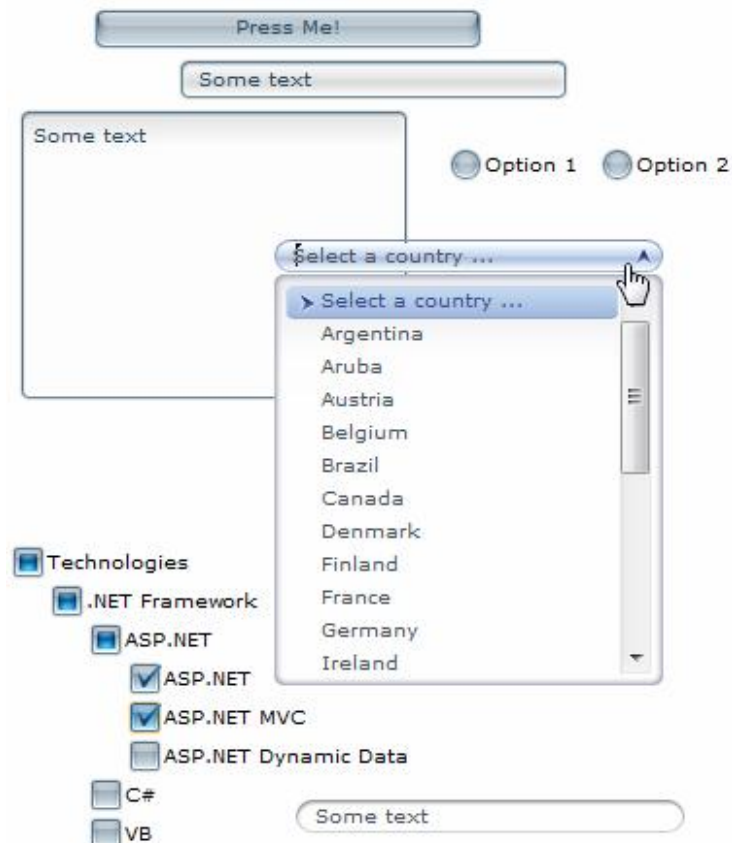 Press Me!
Some text
Some text
Option 1 Option 2
Select a country ...
Select a country ...
Argentina
Aruba
Austria
Belgium
Brazil
Canada
Denmark
Finland
France
Germany
Ireland
Technologies
.NET Framework
ASP.NET
ASP.NET
ASP.NET MVC
ASP.NET Dynamic Data
C#
VB
Some text